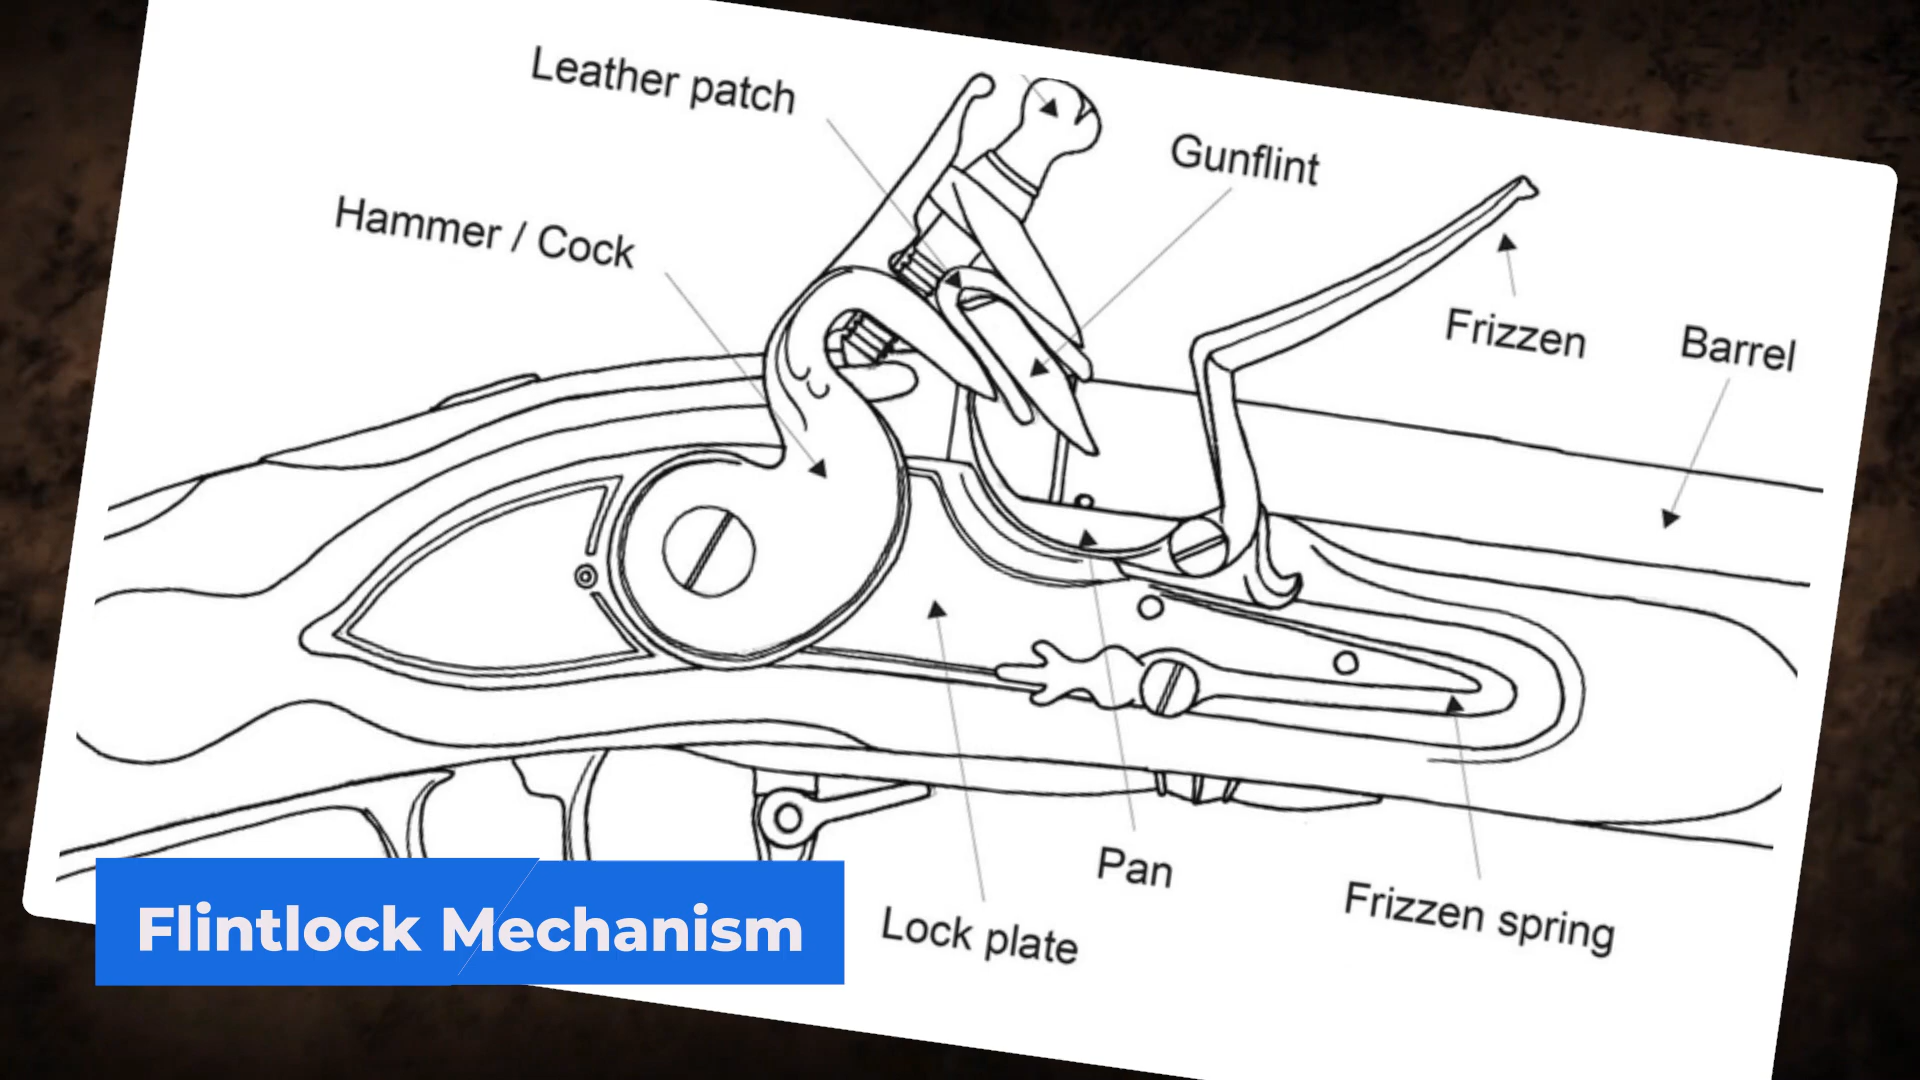 Leather patch
Gunflint
Hammer / Cock
Frizzen
Barrel
Pan
Frizzen spring
Lock plate
Flintlock Mechanism